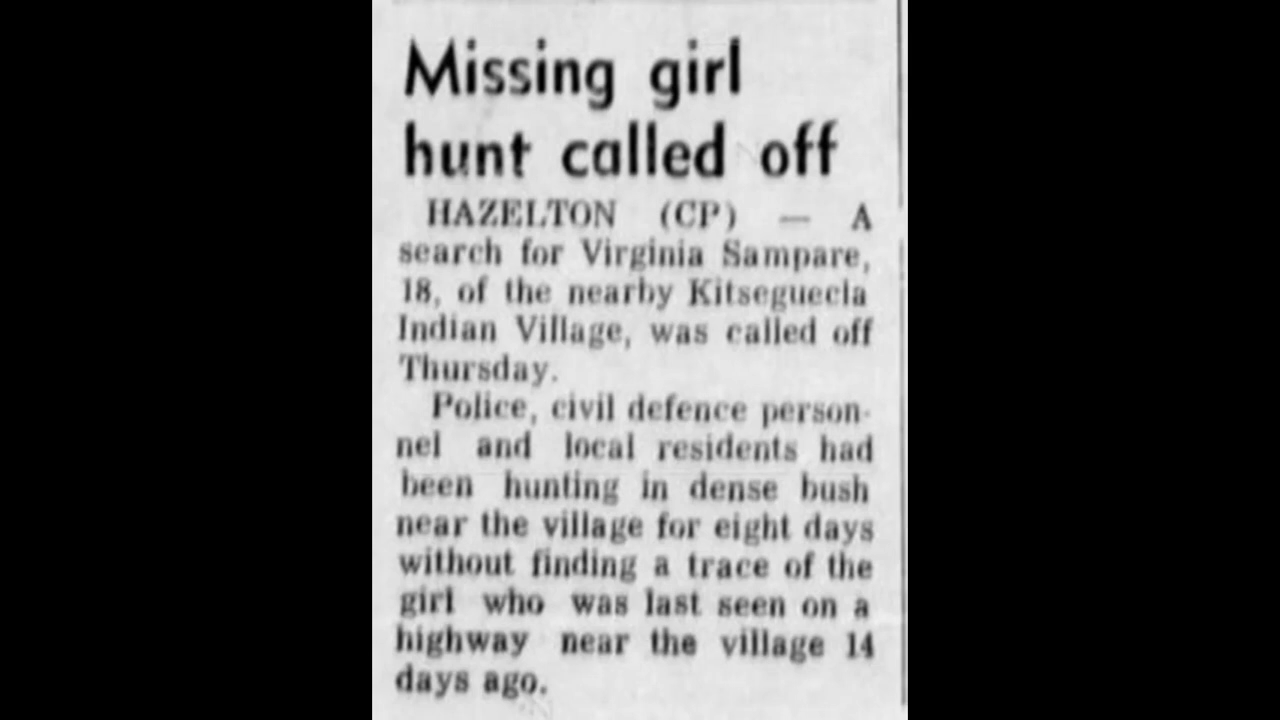 Missing girl
hunt called off
HAZELTON (CP) — A
search for Virginia Sampare,
18, of the nearby Kitseguecla
Indian Village, was called off
Thursday.
Police, civil defence person-
nel and local residents had
been hunting in dense bush
near the village for eight days
without finding a trace of the
girl who was last seen on a
highway near the village 14
days ago.